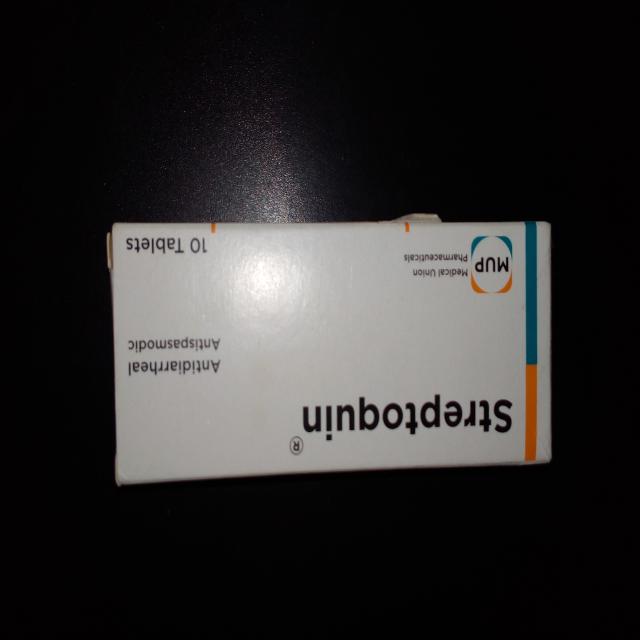 Streptoquin®
MUP
Medical Union
Pharmaceuticals
Antidiarrheal
Antispasmodic
10 Tablets